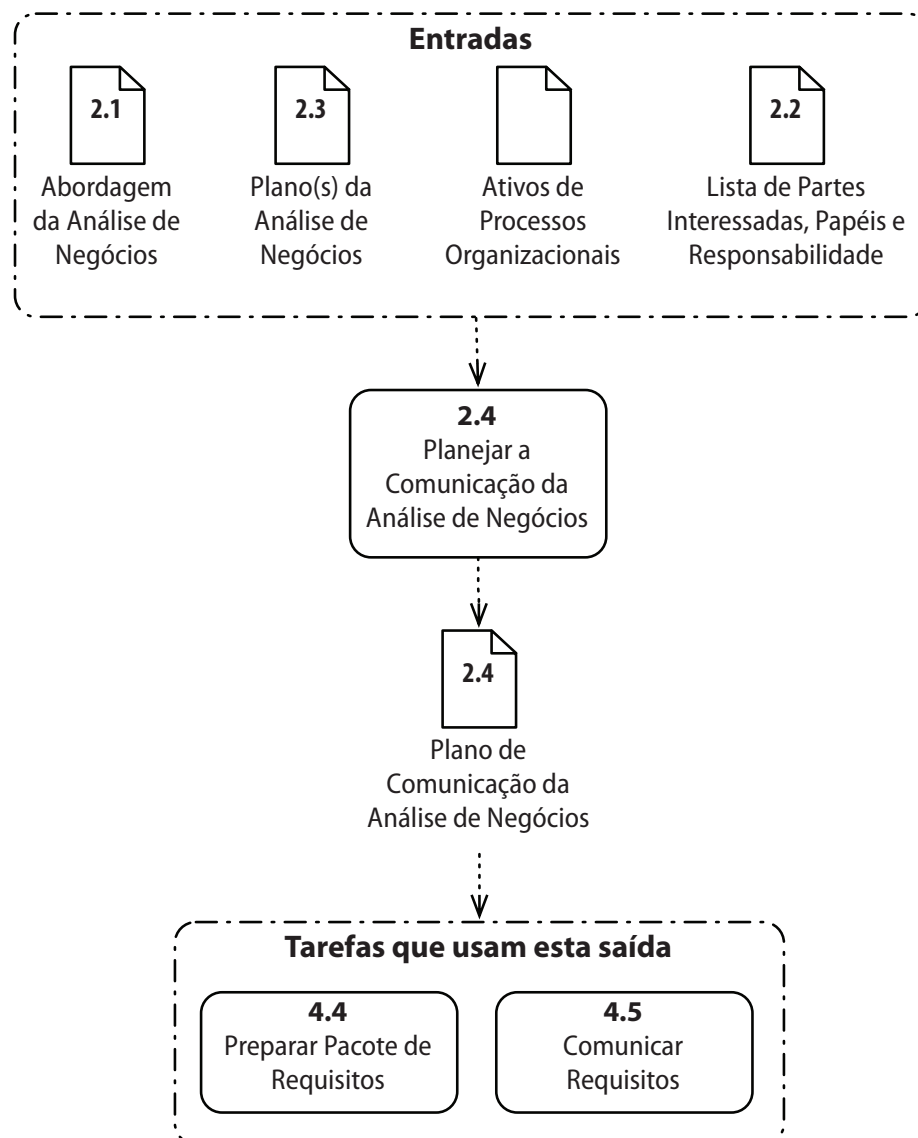 Entradas
2.1
Abordagem
da Análise de
Negócios
2.3
Plano(s) da
Análise de
Negócios
Ativos de
Processos
Organizacionais
2.2
Lista de Partes
Interessadas, Papéis e
Responsabilidade
2.4
Planejar a
Comunicação da
Análise de Negócios
2.4
Plano de
Comunicação da
Análise de Negócios
Tarefas que usam esta saída
4.4
Preparar Pacote de
Requisitos
4.5
Comunicar
Requisitos